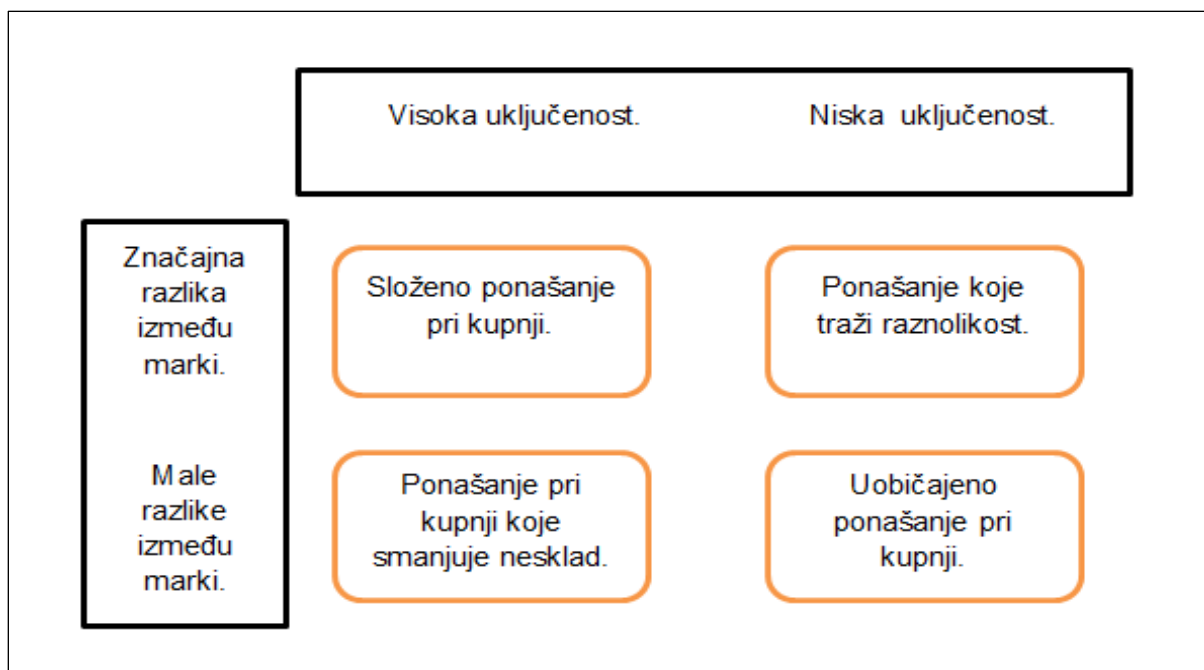 Visoka uključenost.
Niska  uključenost.
Značajna
razlika
između
marki.
Složeno ponašanje
pri kupnji.
Ponašanje koje
traži raznolikost.
Male
razlike
između
marki.
Ponašanje pri
kupnji koje
smanjuje nesklad.
Uobičajeno
ponašanje pri
kupnji.